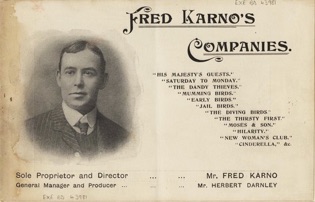 FRED KARNO'S
COMPANIES.
"HIS MAJESTY'S GUESTS."
"SATURDAY TO MONDAY."
"THE DANDY THIEVES."
"MUMMING BIRDS."
"EARLY BIRDS."
"JAIL BIRDS."
"THE DIVING BIRDS."
"THE THIRSTY FIRST."
"MOSES & SON."
"HILARITY."
"NEW WOMAN'S CLUB."
"CINDERELLA," &c.
Sole Proprietor and Director ... ... Mr. FRED KARNO
General Manager and Producer ... ... Mr. HERBERT DARNLEY